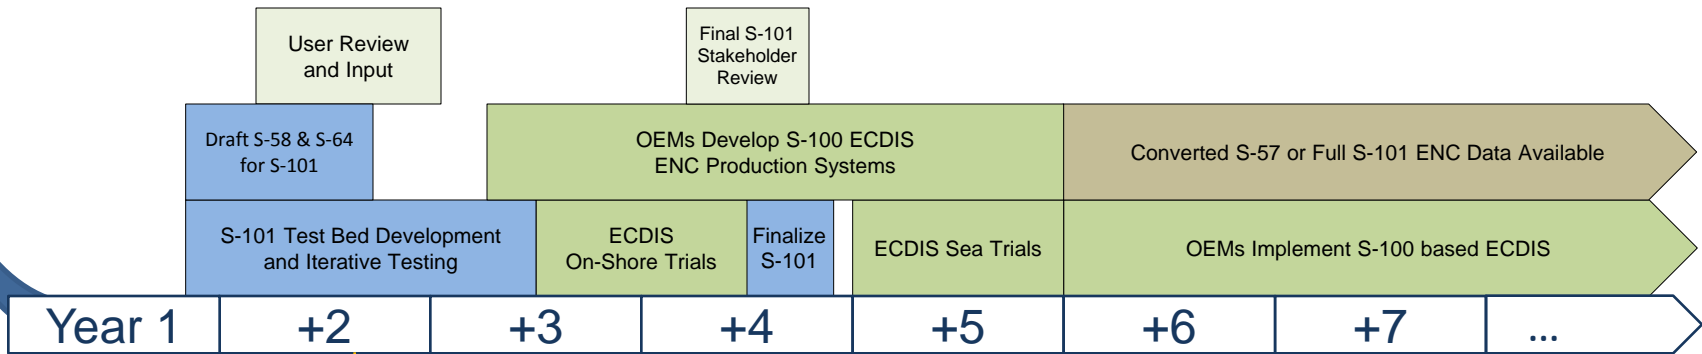 User Review
and Input
Final S-101
Stakeholder
Review
Draft S-58 & S-64
for S-101
OEMs Develop S-100 ECDIS
ENC Production Systems
Converted S-57 or Full S-101 ENC Data Available
S-101 Test Bed Development
and Iterative Testing
ECDIS
On-Shore Trials
Finalize
S-101
ECDIS Sea Trials
OEMs Implement S-100 based ECDIS
Year 1
+2
+3
+4
+5
+6
+7
...